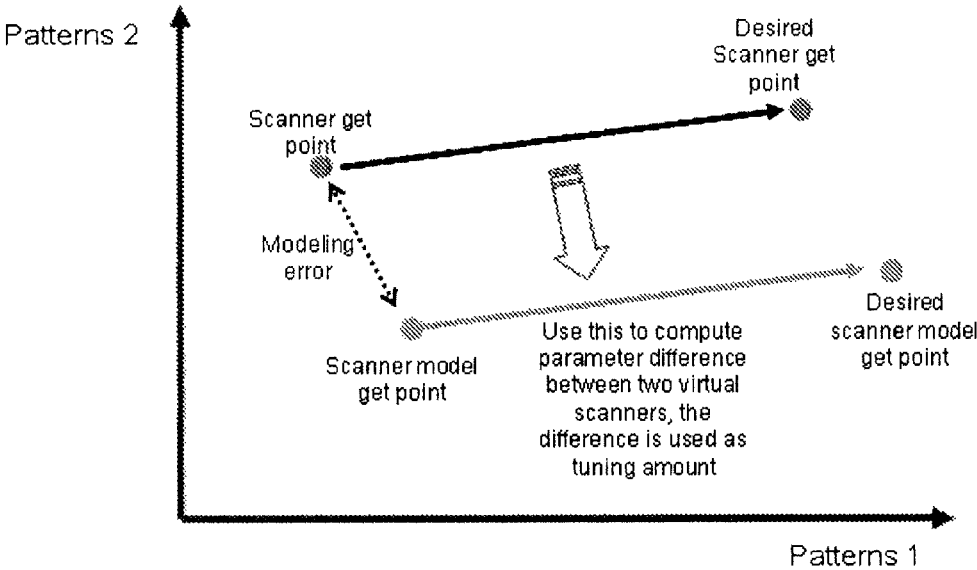 Patterns 2
Desired
Scanner get
point
Scanner get
point
Modeling
error
Scanner model
get point
Use this to compute
parameter difference
between two virtual
scanners, the
difference is used as
tuning amount
Desired
scanner model
get point
Patterns 1